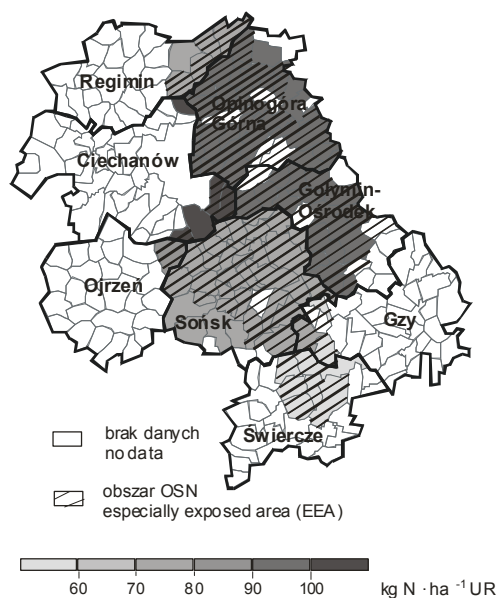 Regimin
Opinogóra
Górna
Ciechanów
Gołymin-
Ośrodek
Ojrzeń
Sońsk
Gzy
Świercze
brak danych
no data
obszar OSN
especially exposed area (EEA)
60 70 80 90 100 kg N · ha ⁻¹ UR